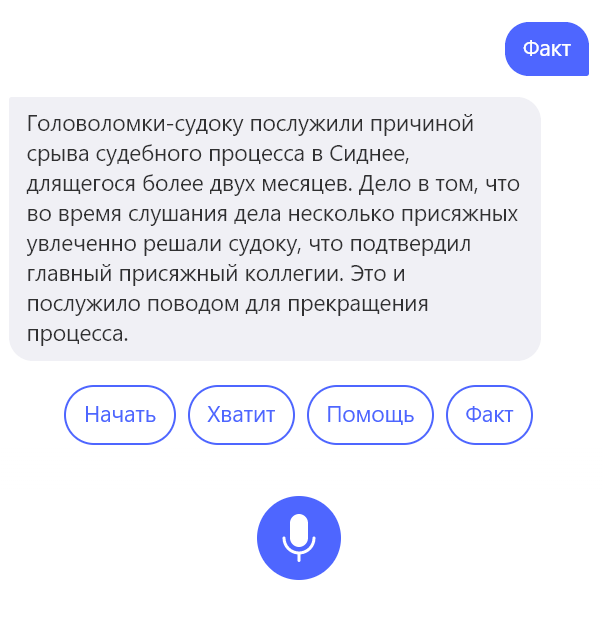 Факт
Головоломки-судоку послужили причиной
срыва судебного процесса в Сиднее,
длящегося более двух месяцев. Дело в том, что
во время слушания дела несколько присяжных
увлеченно решали судоку, что подтвердил
главный присяжный коллегии. Это и
послужило поводом для прекращения
процесса.
Начать Хватит Помощь Факт